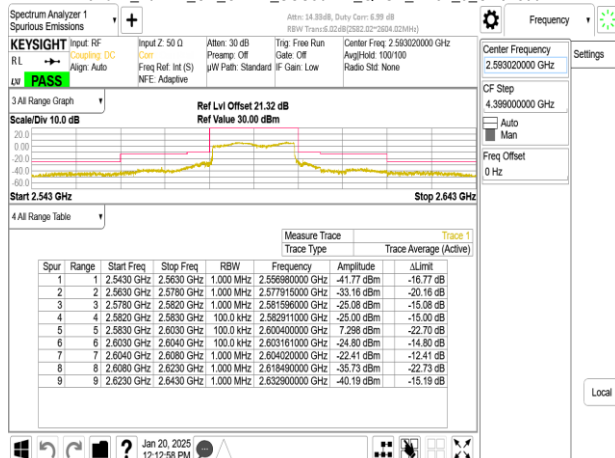 Spectrum Analyzer 1
Spurious Emissions
Attn: 14.33dB, Duty Corr: 6.99 dB
RBW Trans:6.02dB(2582.02~2604.02MHz)
Frequency
KEYSIGHT
RL
PASS
Input: RF
Coupling: DC
Align: Auto
Input Z: 50 Ω
Corr
Freq Ref: Int (S)
NFE: Adaptive
Atten: 30 dB
Preamp: Off
µW Path: Standard
Trig: Free Run
Gate: Off
IF Gain: Low
Center Freq: 2.593020000 GHz
Avg|Hold: 100/100
Radio Std: None
Center Frequency
2.593020000 GHz
Settings
CF Step
4.399000000 GHz
Auto
Man
Freq Offset
0 Hz
3 All Range Graph
Scale/Div 10.0 dB
Ref Lvl Offset 21.32 dB
Ref Value 30.00 dBm
20.0
0.00
-20.0
-40.0
-60.0
Start 2.543 GHz
Stop 2.643 GHz
4 All Range Table
Measure Trace Trace 1
Trace Type Trace Average (Active)
Spur Range Start Freq Stop Freq RBW Frequency Amplitude ΔLimit
1 1 2.5430 GHz 2.5630 GHz 1.000 MHz 2.556980000 GHz -41.77 dBm -16.77 dB
2 2 2.5630 GHz 2.5780 GHz 1.000 MHz 2.577915000 GHz -33.16 dBm -20.16 dB
3 3 2.5780 GHz 2.5820 GHz 1.000 MHz 2.581596000 GHz -25.08 dBm -15.08 dB
4 4 2.5820 GHz 2.5830 GHz 100.0 kHz 2.582911000 GHz -25.00 dBm -15.00 dB
5 5 2.5830 GHz 2.6030 GHz 100.0 kHz 2.600400000 GHz 7.298 dBm -22.70 dB
6 6 2.6030 GHz 2.6040 GHz 100.0 kHz 2.603161000 GHz -24.80 dBm -14.80 dB
7 7 2.6040 GHz 2.6080 GHz 1.000 MHz 2.604020000 GHz -22.41 dBm -12.41 dB
8 8 2.6080 GHz 2.6230 GHz 1.000 MHz 2.618490000 GHz -35.73 dBm -22.73 dB
9 9 2.6230 GHz 2.6430 GHz 1.000 MHz 2.632900000 GHz -40.19 dBm -15.19 dB
Local
Jan 20, 2025
12:12:58 PM